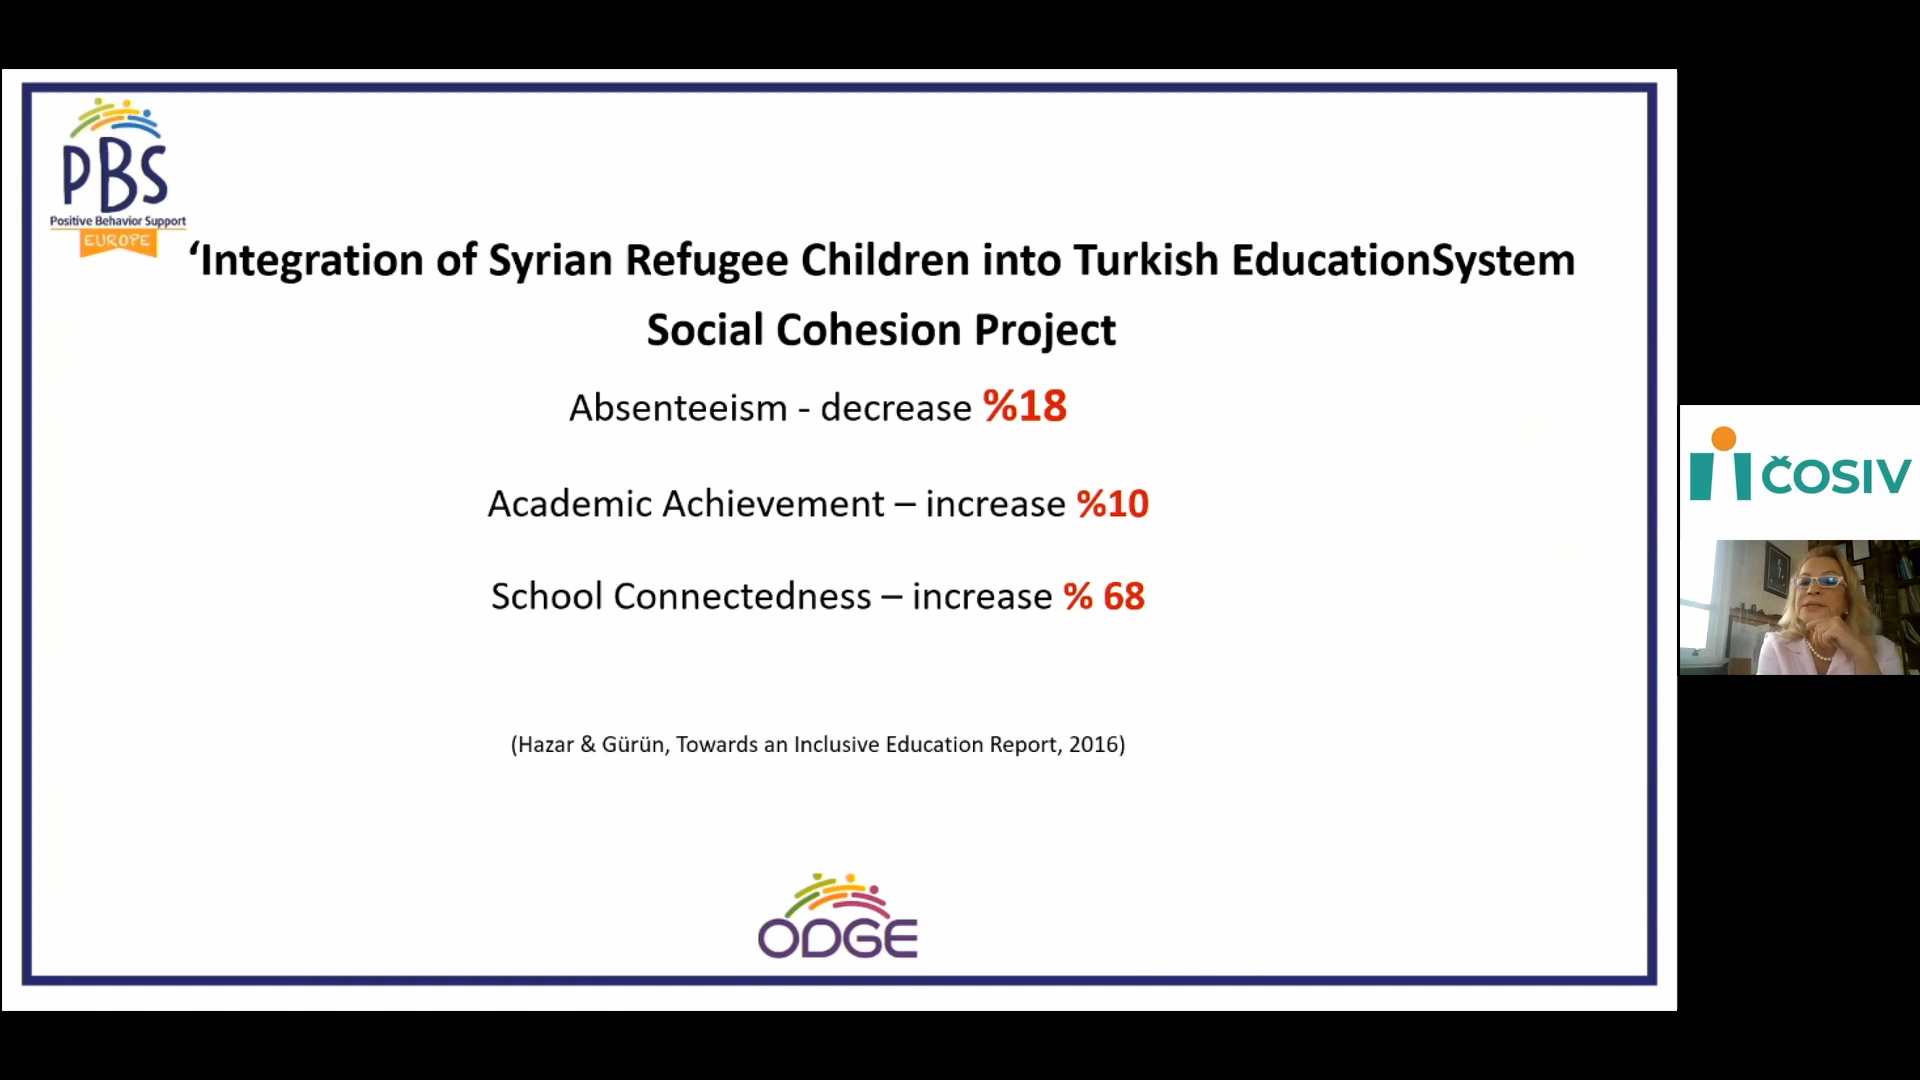 PBS
Positive Behavior Support
EUROPE
‘Integration of Syrian Refugee Children into Turkish EducationSystem
Social Cohesion Project
Absenteeism - decrease %18
Academic Achievement – increase %10
School Connectedness – increase % 68
(Hazar & Gürün, Towards an Inclusive Education Report, 2016)
ODGE
ČOSIV